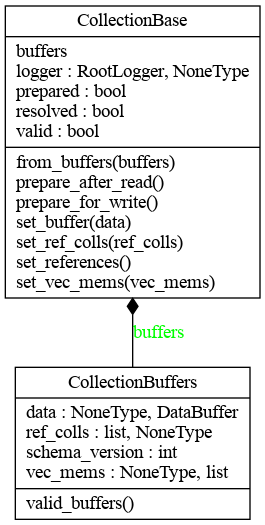 CollectionBase
buffers
logger : RootLogger, NoneType
prepared : bool
resolved : bool
valid : bool
from_buffers(buffers)
prepare_after_read()
prepare_for_write()
set_buffer(data)
set_ref_colls(ref_colls)
set_references()
set_vec_mems(vec_mems)
buffers
CollectionBuffers
data : NoneType, DataBuffer
ref_colls : list, NoneType
schema_version : int
vec_mems : NoneType, list
valid_buffers()